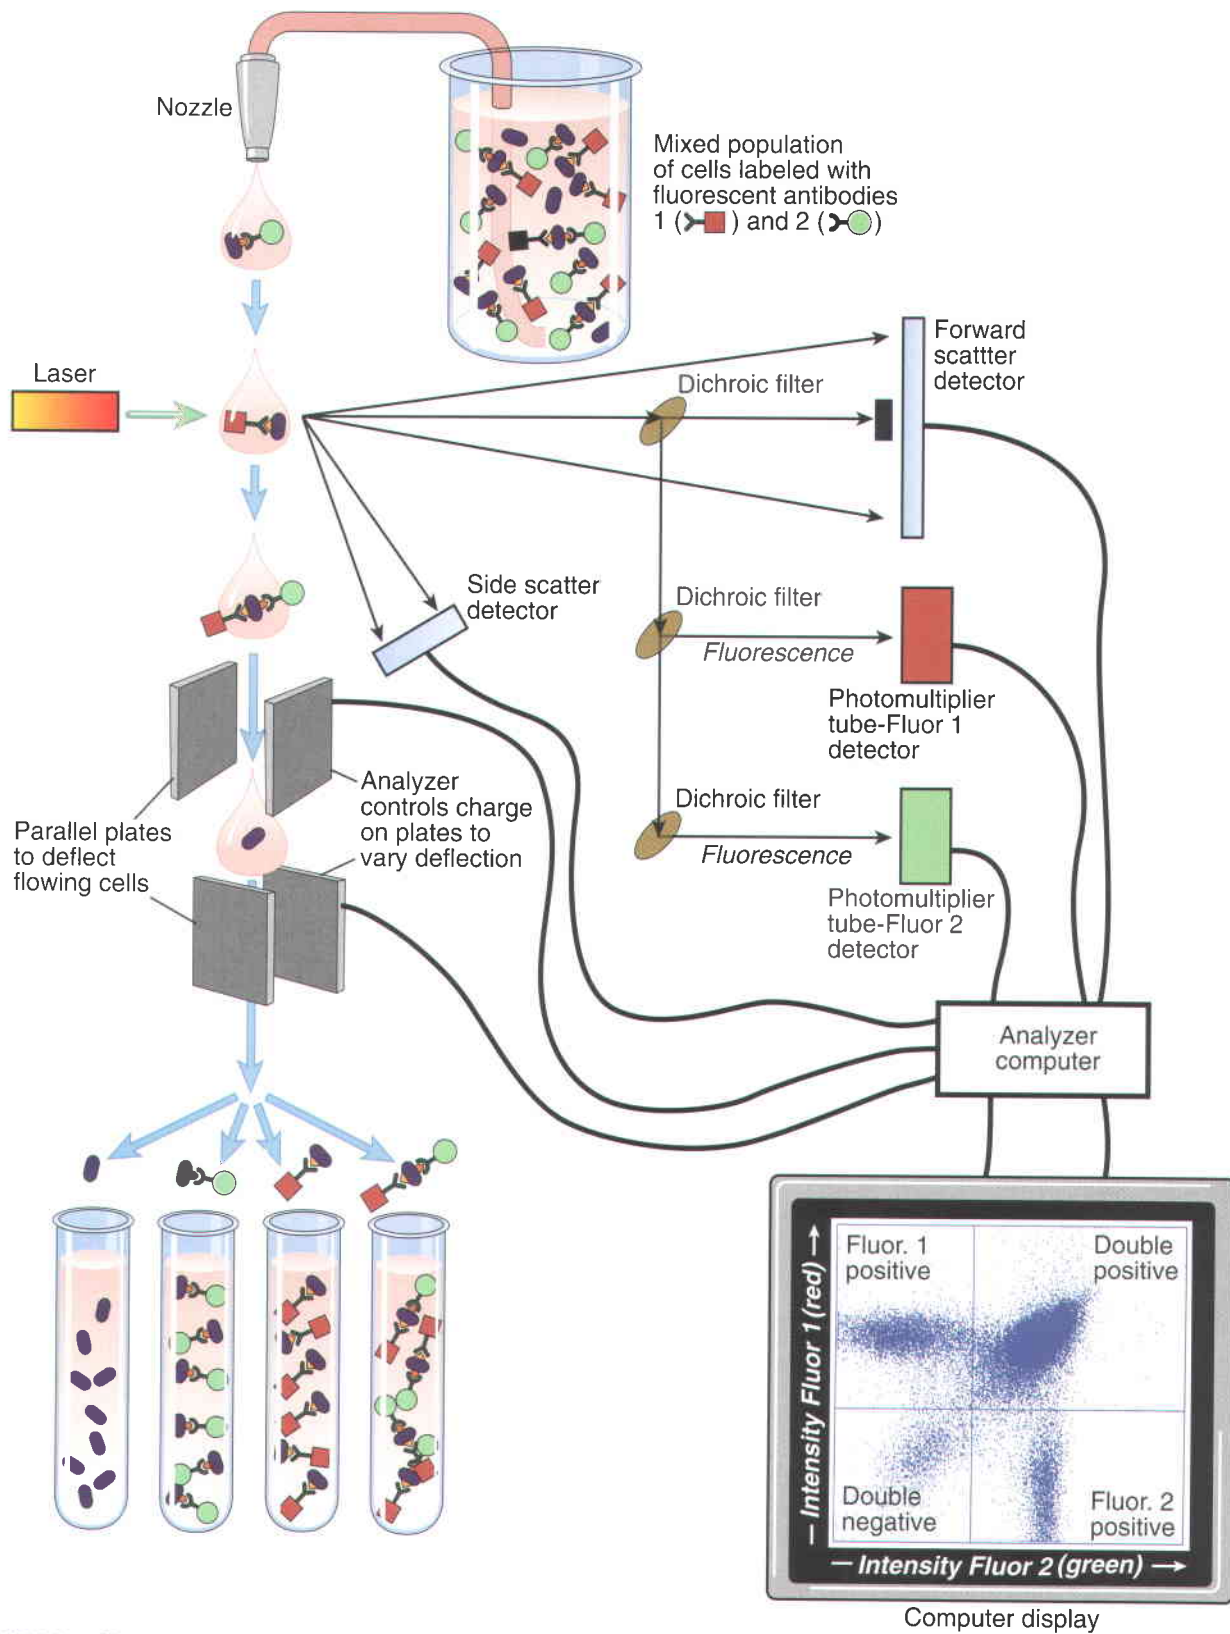 Nozzle
Mixed population
of cells labeled with
fluorescent antibodies
1 ( ) and 2 ( )
Laser
Dichroic filter
Forward
scattter
detector
Side scatter
detector
Dichroic filter
Fluorescence
Photomultiplier
tube-Fluor 1
detector
Analyzer
controls charge
on plates to
vary deflection
Parallel plates
to deflect
flowing cells
Dichroic filter
Fluorescence
Photomultiplier
tube-Fluor 2
detector
Analyzer
computer
Fluor. 1
positive
Double
positive
Double
negative
Fluor. 2
positive
Intensity Fluor 1 (red)
Intensity Fluor 2 (green)
Computer display